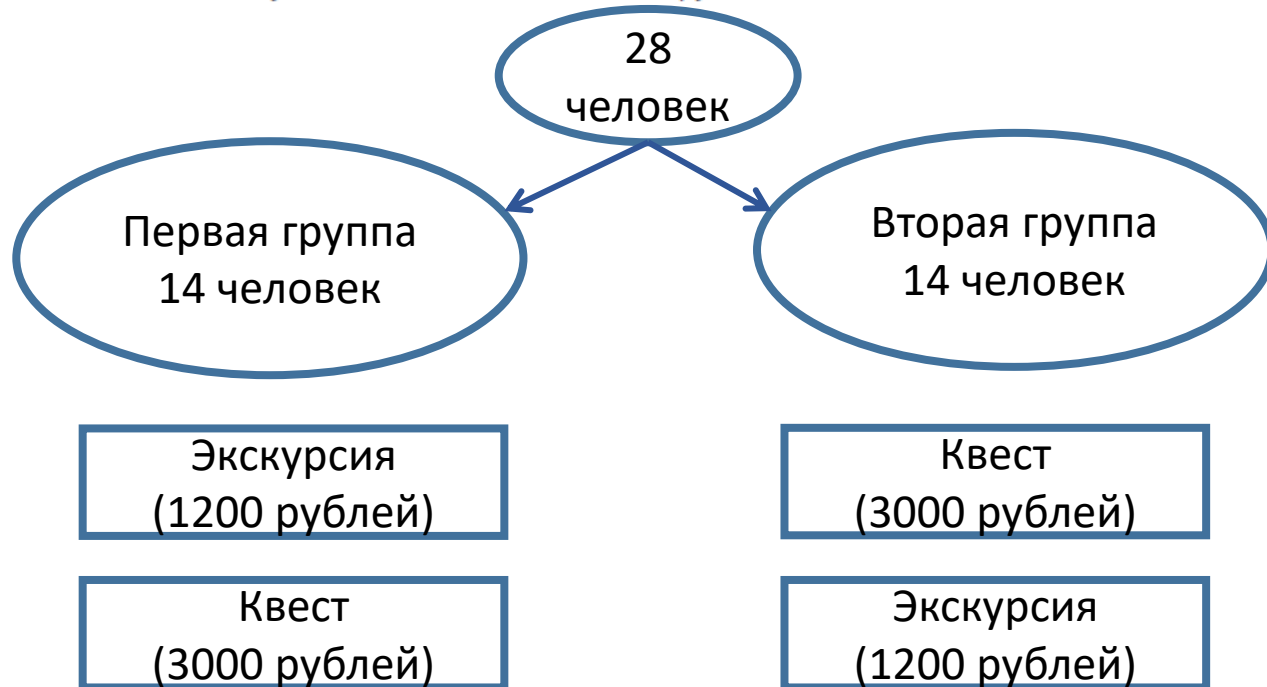 28
человек
Первая группа
14 человек
Вторая группа
14 человек
Экскурсия
(1200 рублей)
Квест
(3000 рублей)
Квест
(3000 рублей)
Экскурсия
(1200 рублей)